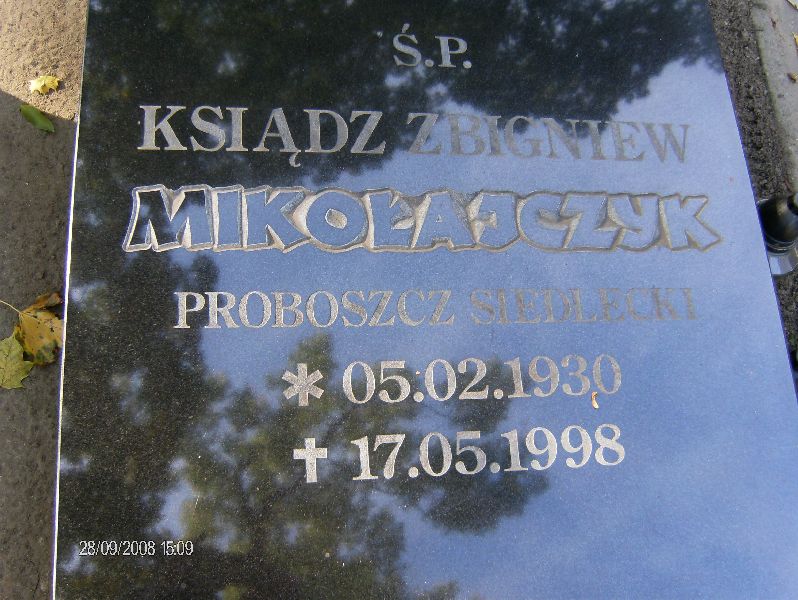 Ś.P.
KSIĄDZ ZBIGNIEW
MIKOŁAJCZYK
PROBOSZCZ SIEDLECKI
* 05.02.1930
✝ 17.05.1998
28/09/2008 15:09